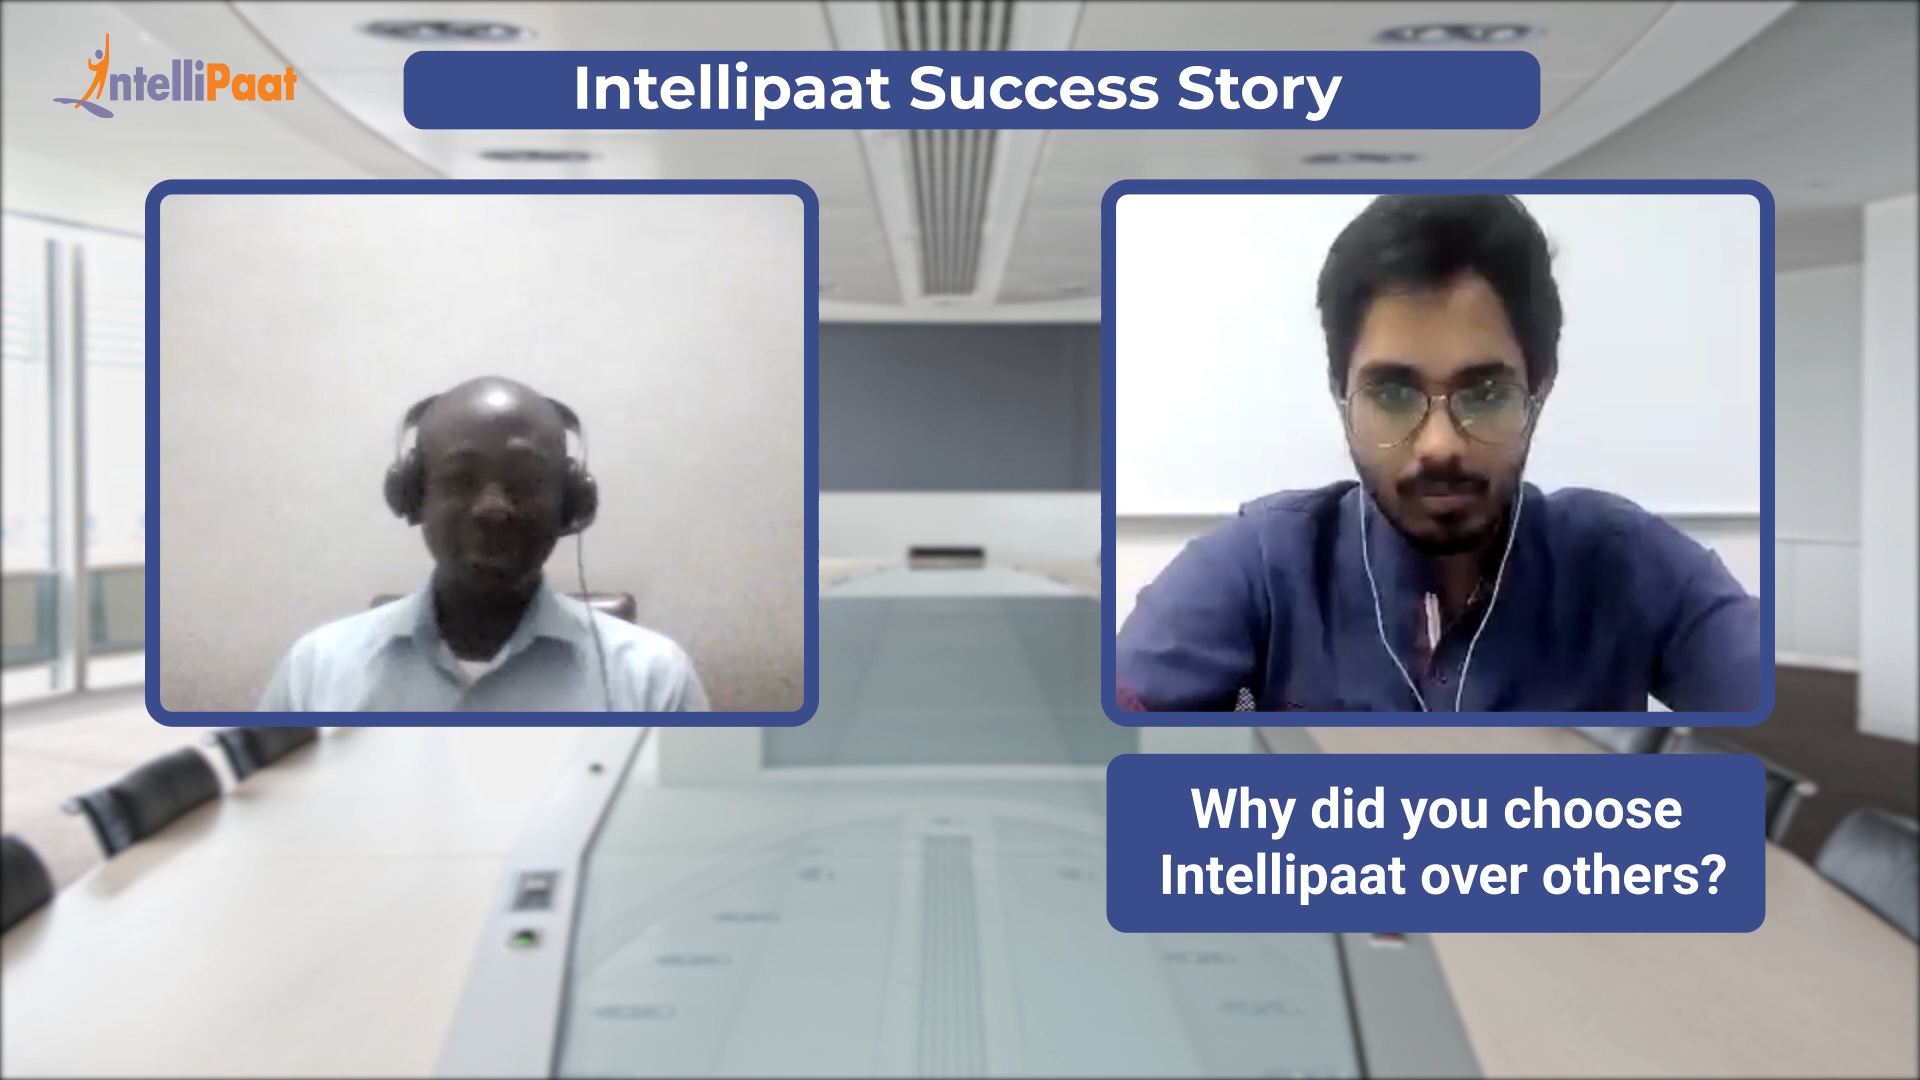 IntelliPaat
Intellipaat Success Story
Why did you choose
Intellipaat over others?